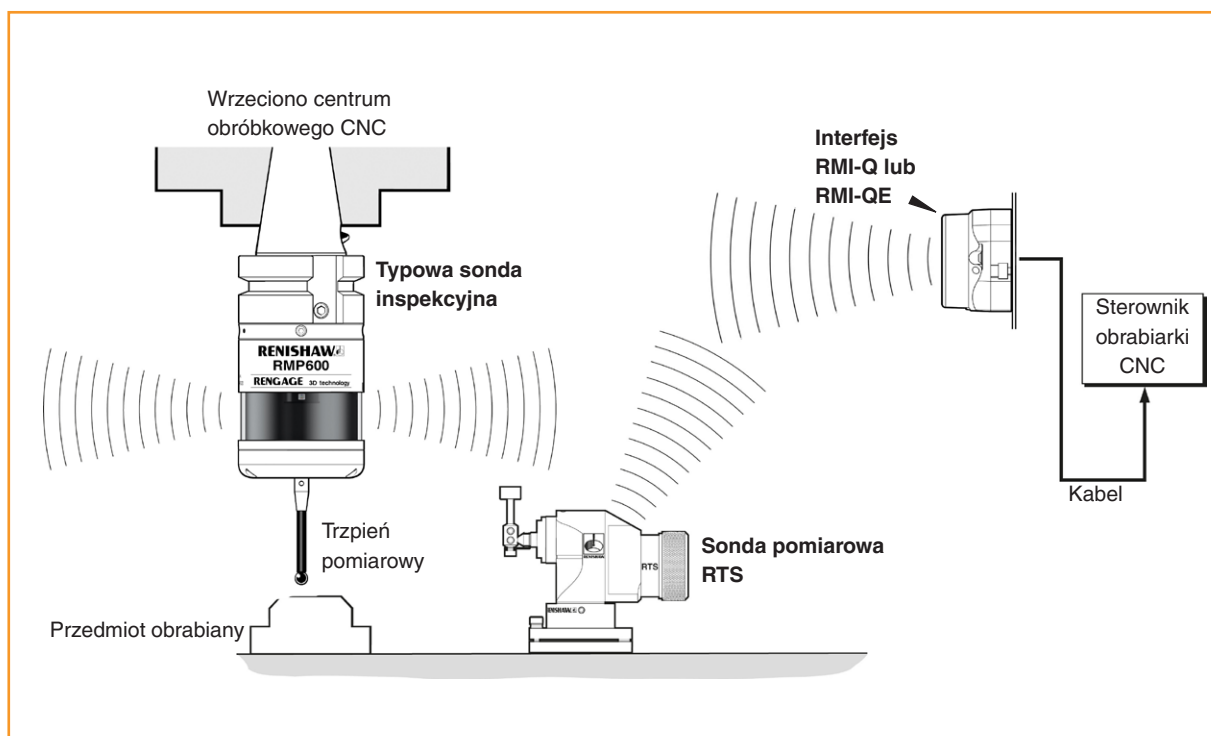 Wrzeciono centrum
obróbkowego CNC
Interfejs
RMI-Q lub
RMI-QE
Typowa sonda
inspekcyjna
Sterownik
obrabiarki
CNC
RENISHAW
RMP600
RENGAGE 3D technology
Kabel
Trzpień
pomiarowy
Sonda pomiarowa
RTS
RTS
RENISHAW
Przedmiot obrabiany